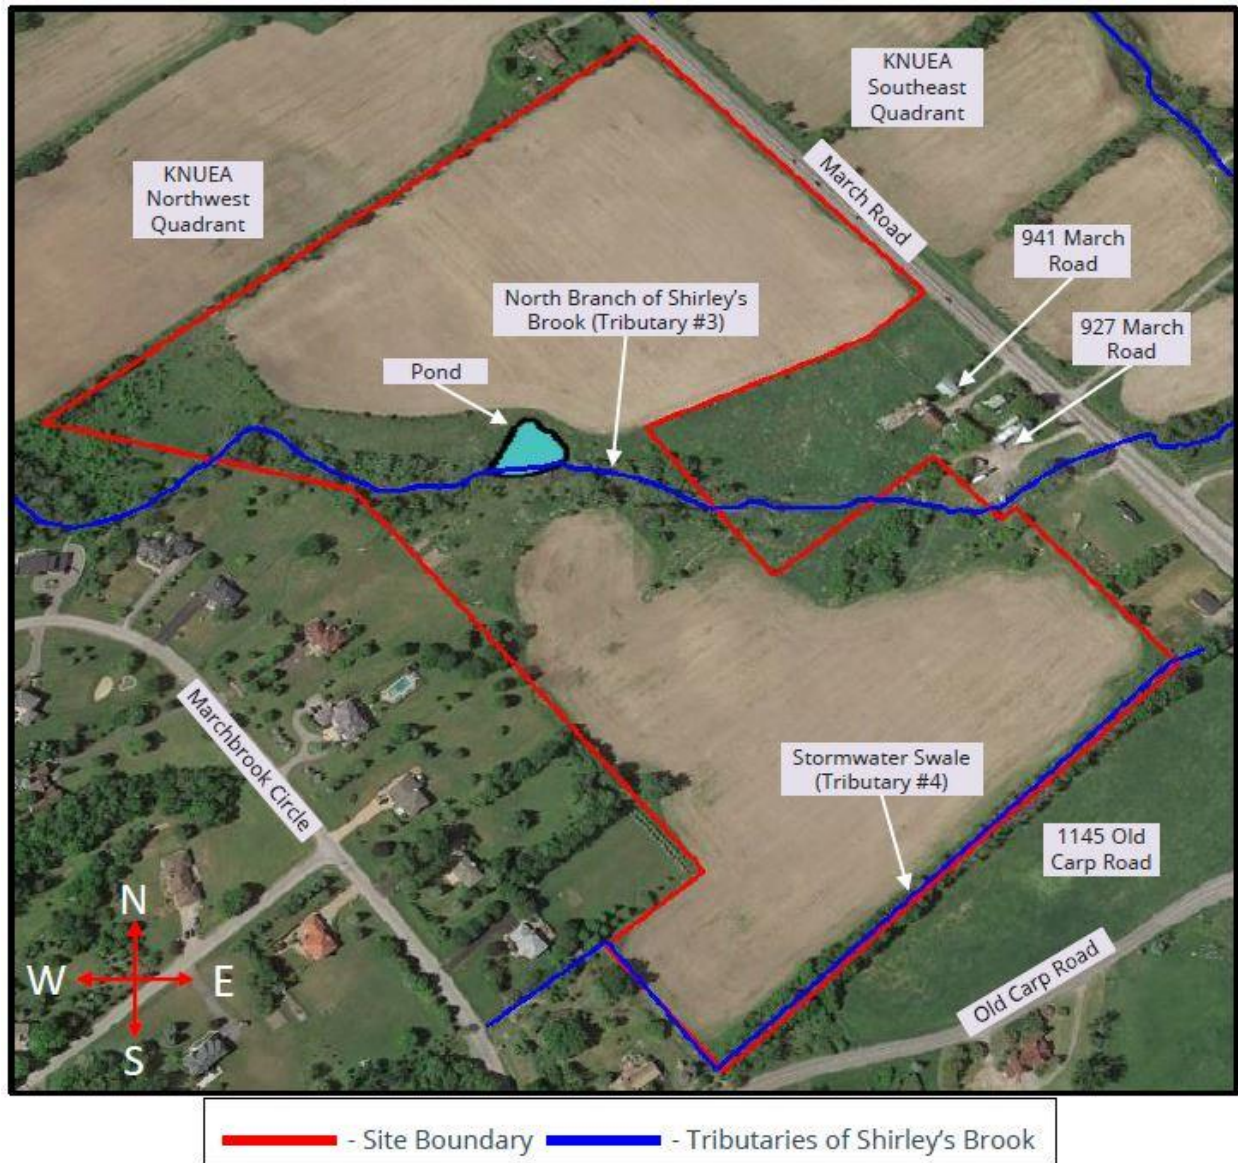 KNUEA
Southeast
Quadrant
KNUEA
Northwest
Quadrant
March Road
941 March
Road
North Branch of Shirley's
Brook (Tributary #3)
927 March
Road
Pond
Marchbrook Circle
Stormwater Swale
(Tributary #4)
1145 Old
Carp Road
Old Carp Road
N
W E
S
- Site Boundary - Tributaries of Shirley's Brook